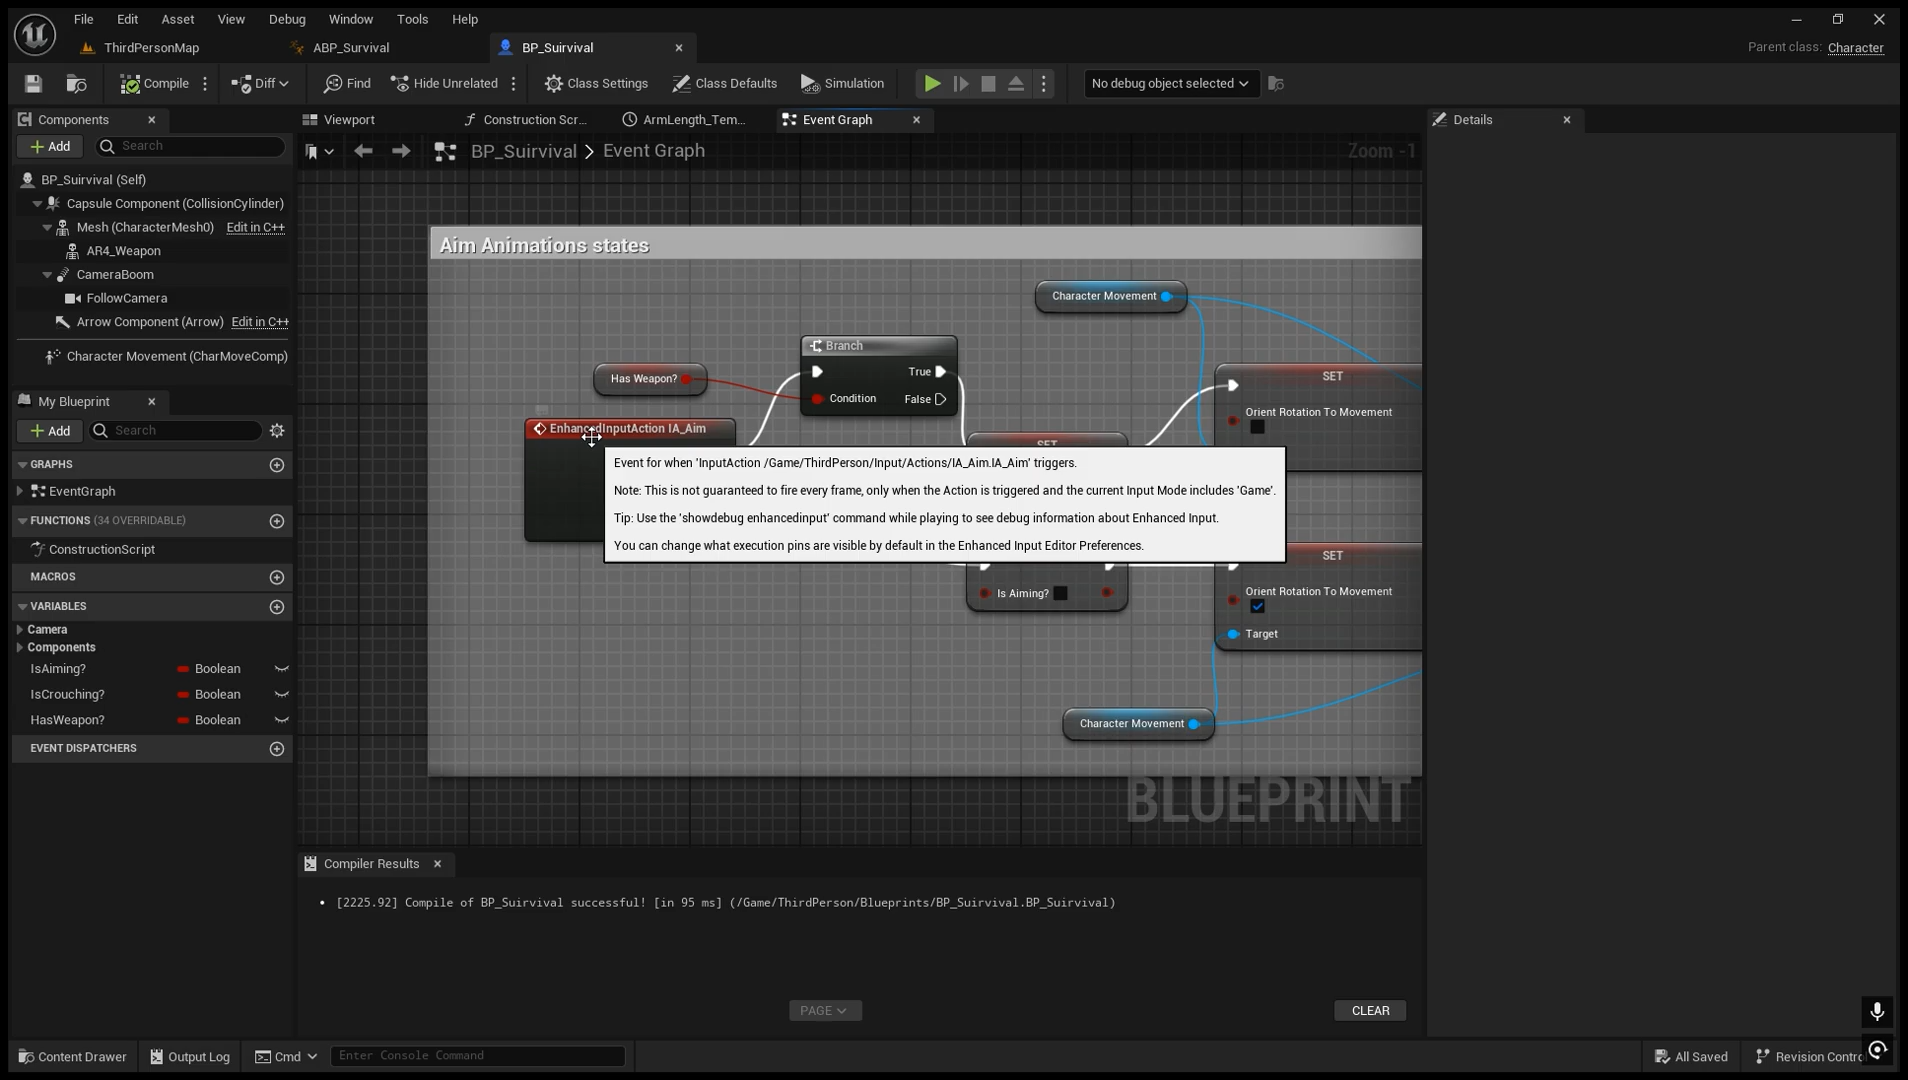 File Edit Asset View Debug Window Tools Help
ThirdPersonMap ABP_Survival BP_Suirvival
Parent class: Character
Compile Diff Find Hide Unrelated Class Settings Class Defaults Simulation No debug object selected
Components
Viewport Construction Scr... ArmLength_Tem... Event Graph
Details
Add Search
BP_Suirvival > Event Graph
Zoom -1
BP_Suirvival (Self)
Capsule Component (CollisionCylinder)
Mesh (CharacterMesh0) Edit in C++
AR4_Weapon
CameraBoom
FollowCamera
Arrow Component (Arrow) Edit in C++
Character Movement (CharMoveComp)
My Blueprint
Add Search
GRAPHS
EventGraph
FUNCTIONS (34 OVERRIDABLE)
ConstructionScript
MACROS
VARIABLES
Camera
Components
IsAiming? Boolean
IsCrouching? Boolean
HasWeapon? Boolean
EVENT DISPATCHERS
Aim Animations states
Character Movement
Branch
True
Condition False
Has Weapon?
EnhancedInputAction IA_Aim
SET
SET
Orient Rotation To Movement
Event for when 'InputAction /Game/ThirdPerson/Input/Actions/IA_Aim.IA_Aim' triggers.
Note: This is not guaranteed to fire every frame, only when the Action is triggered and the current Input Mode includes 'Game'.
Tip: Use the 'showdebug enhancedinput' command while playing to see debug information about Enhanced Input.
You can change what execution pins are visible by default in the Enhanced Input Editor Preferences.
SET
Is Aiming?
Orient Rotation To Movement
Target
Character Movement
BLUEPRINT
Compiler Results
[2225.92] Compile of BP_Suirvival successful! [in 95 ms] (/Game/ThirdPerson/Blueprints/BP_Suirvival.BP_Suirvival)
PAGE
CLEAR
Content Drawer Output Log Cmd Enter Console Command
All Saved Revision Contro